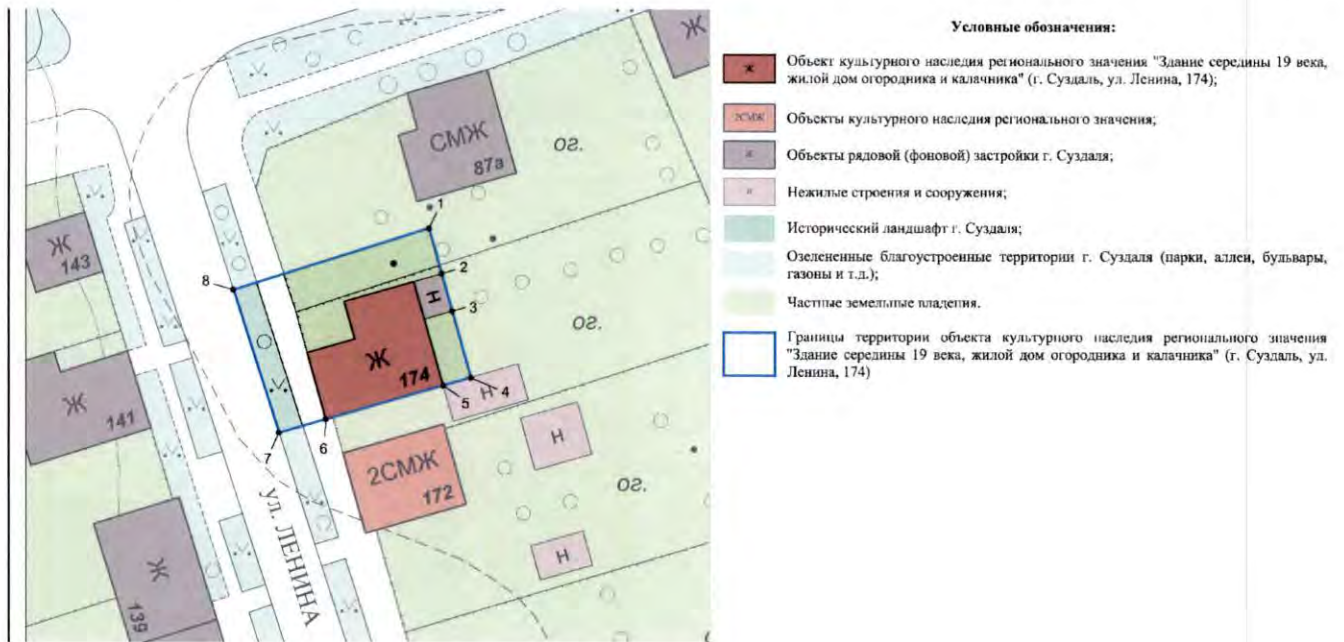 Условные обозначения:
Ж
Объект культурного наследия регионального значения "Здание середины 19 века,
жилой дом огородника и калачника" (г. Суздаль, ул. Ленина, 174);
2СМЖ
Объекты культурного наследия регионального значения;
Ж
Объекты рядовой (фоновой) застройки г. Суздаля;
Н
Нежилые строения и сооружения;
Исторический ландшафт г. Суздаля;
Озелененные благоустроенные территории г. Суздаля (парки, аллеи, бульвары,
газоны и т.д.);
Частные земельные владения.
Границы территории объекта культурного наследия регионального значения
"Здание середины 19 века, жилой дом огородника и калачника" (г. Суздаль, ул.
Ленина, 174)
Ж
СМЖ
87а
ог.
1
Ж
143
2
8
Н
3
ог.
Ж
174
4
5
Н
Ж
141
6
7
Н
2СМЖ
172
ог.
ул. ЛЕНИНА
Н
Ж
139